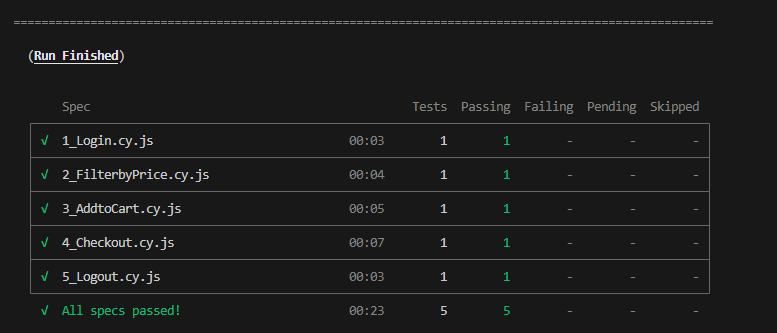 ====================================================================================================
(Run Finished)
Spec Tests Passing Failing Pending Skipped
√ 1_Login.cy.js 00:03 1 1 - - -
√ 2_FilterbyPrice.cy.js 00:04 1 1 - - -
√ 3_AddtoCart.cy.js 00:05 1 1 - - -
√ 4_Checkout.cy.js 00:07 1 1 - - -
√ 5_Logout.cy.js 00:03 1 1 - - -
√ All specs passed! 00:23 5 5 - - -